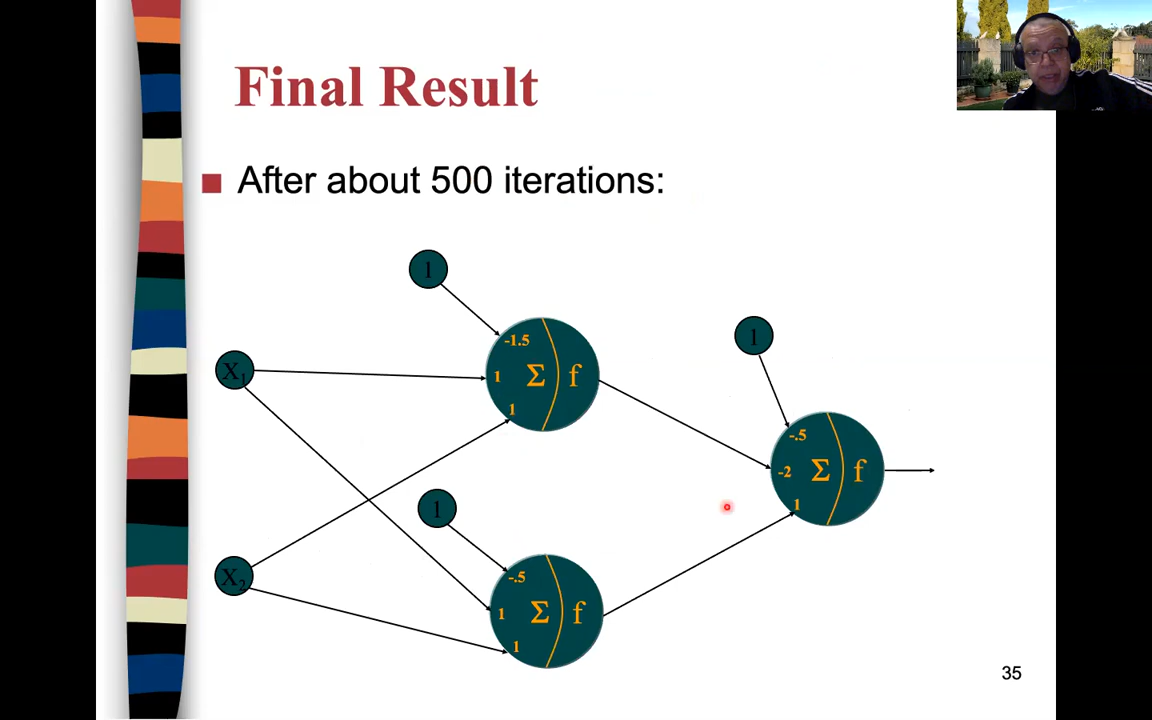 Final Result
After about 500 iterations:
1
-1.5
1
Σ
f
1
X₁
1
-.5
-2
Σ
f
1
1
-.5
X₂
1
Σ
f
1
35